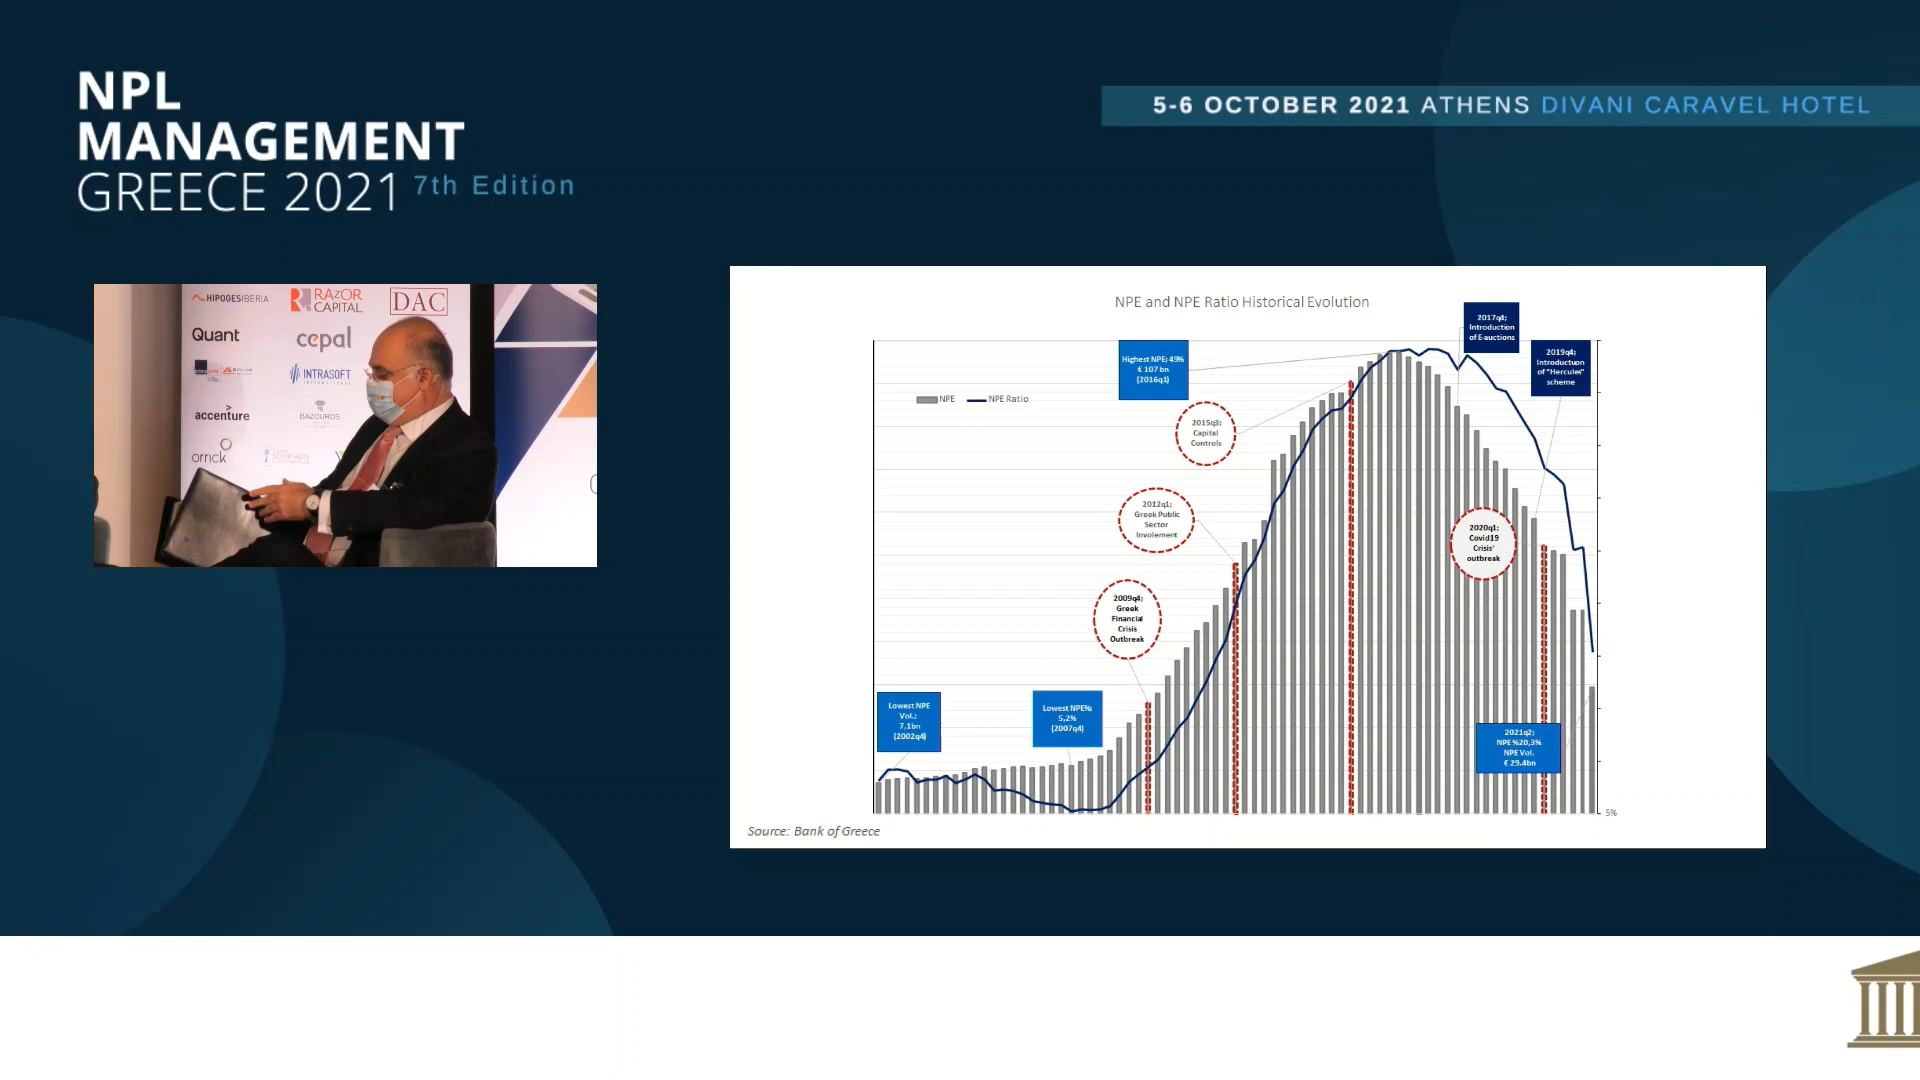 NPL
MANAGEMENT
GREECE 2021 7th Edition
5-6 OCTOBER 2021 ATHENS DIVANI CARAVEL HOTEL
HIPOGES IBERIA
RAZOR
CAPITAL
DAC
Quant
cepal
INTRASOFT
INTERNATIONAL
accenture
BAZOUROS
orrick
NPE and NPE Ratio Historical Evolution
2017q4;
Introduction
of E-auctions
Highest NPE; 49%
€ 107 bn
(2016q1)
2019q4;
Introductuon
of "Hercules"
scheme
NPE
NPE Ratio
2015q3;
Capital
Controls
2012q1;
Greek Public
Sector
Involement
2020q1;
Covid19
Crisis'
outbreak
2009q4;
Greek
Financial
Crisis
Outbreak
Lowest NPE
Vol.;
7.1bn
(2002q4)
Lowest NPE%;
5,2%
(2007q4)
2021q2;
NPE %20,3%
NPE Vol.
€ 29.4bn
5%
Source: Bank of Greece